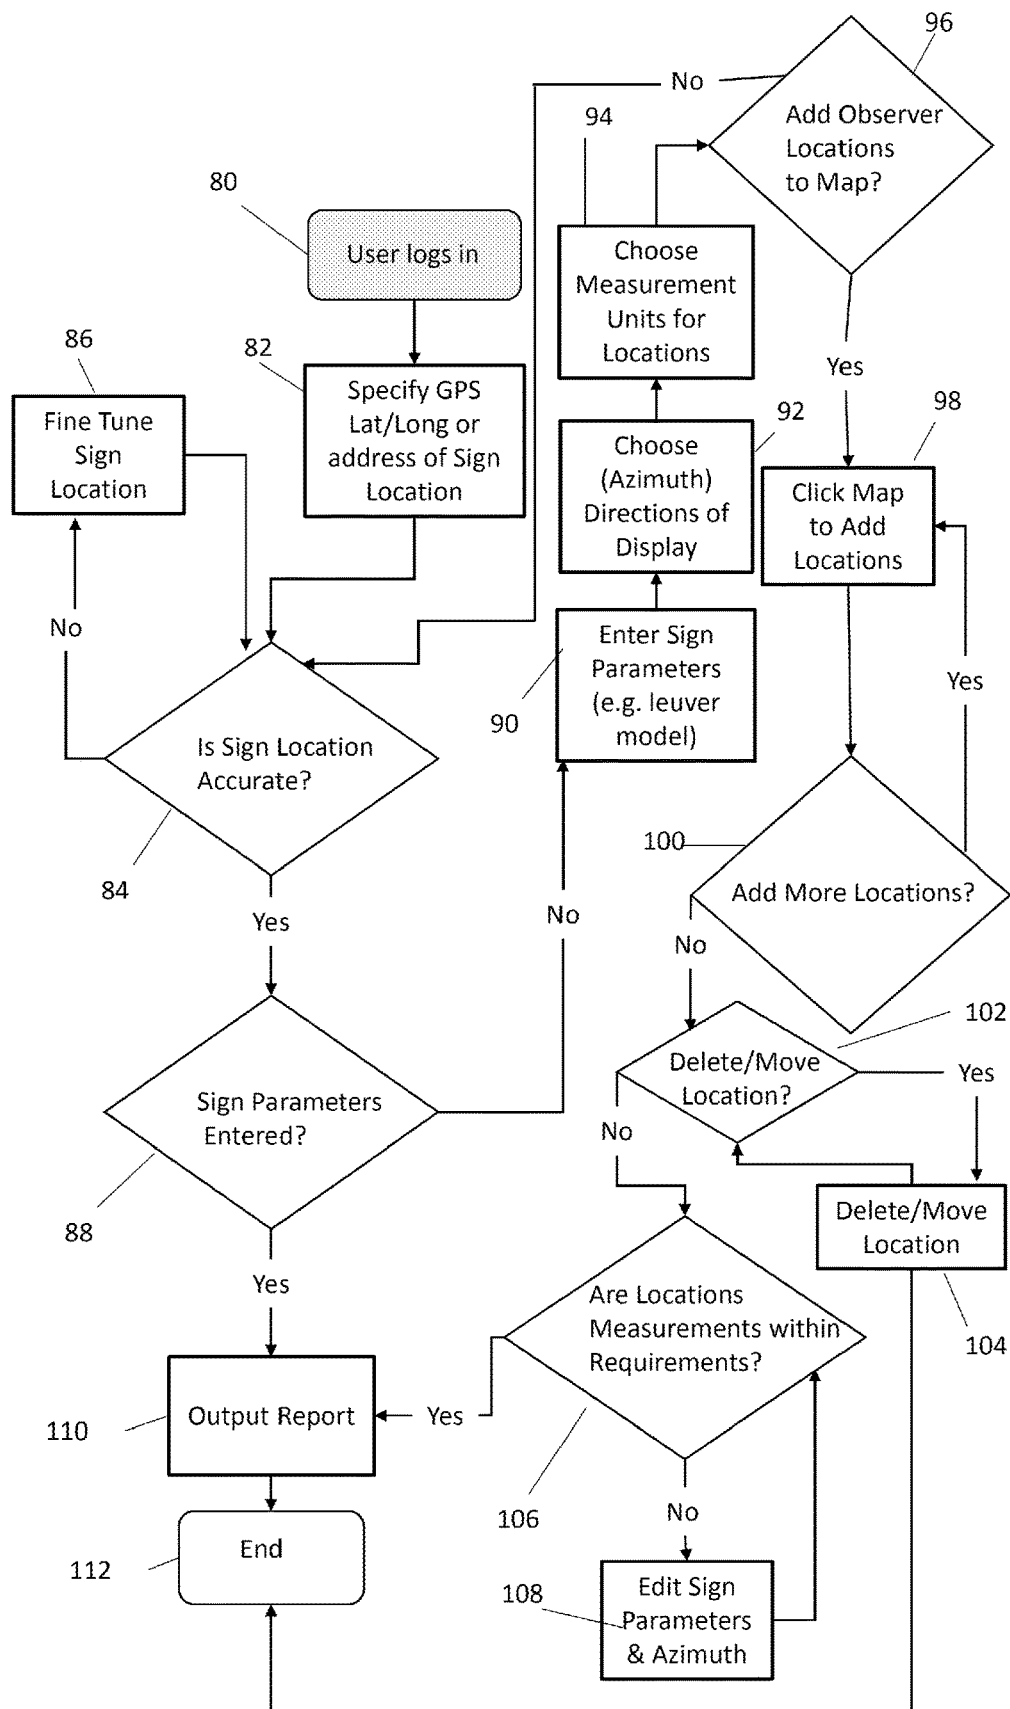 96
No
94
Add Observer
Locations
to Map?
80
User logs in
Choose
Measurement
Units for
Locations
86
82
Yes
Fine Tune
Sign
Location
Specify GPS
Lat/Long or
address of Sign
Location
92
98
Choose
(Azimuth)
Directions of
Display
Click Map
to Add
Locations
No
Enter Sign
Parameters
(e.g. leuver
model)
Yes
90
Is Sign Location
Accurate?
84
100
Add More Locations?
Yes
No
No
102
Delete/Move
Location?
Yes
Sign Parameters
Entered?
No
88
Delete/Move
Location
Yes
Are Locations
Measurements within
Requirements?
104
110
Output Report
Yes
106
No
End
112
108
Edit Sign
Parameters
& Azimuth